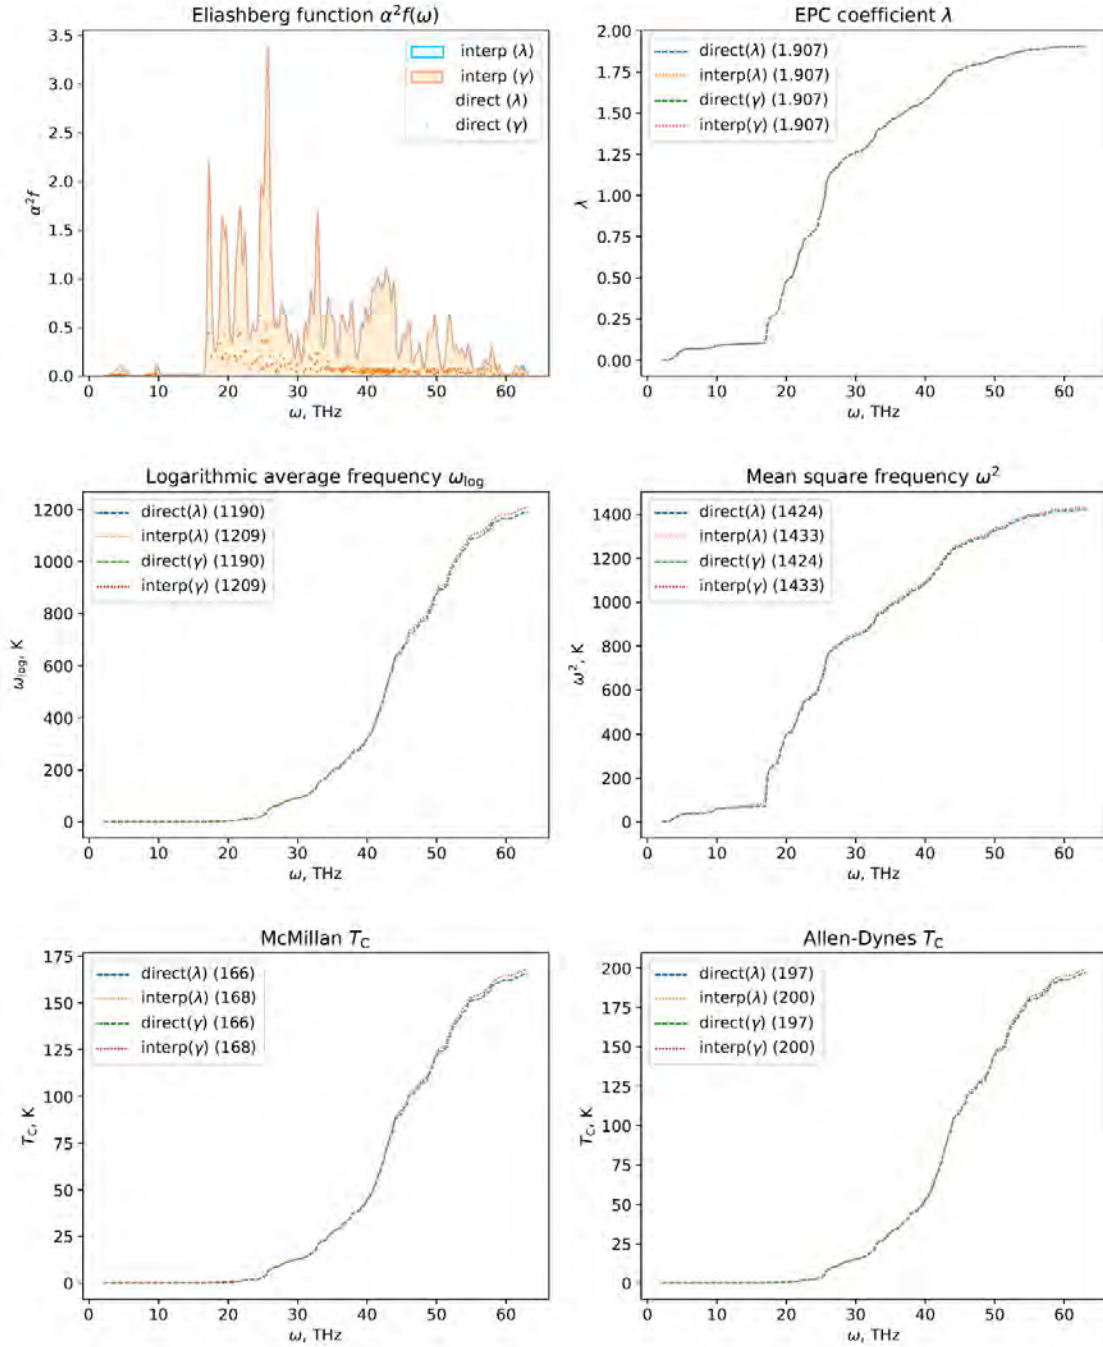 Eliashberg function α²f(ω)
3.5
3.0
2.5
2.0
1.5
1.0
0.5
0.0
α²f
interp (λ)
interp (γ)
direct (λ)
direct (γ)
0 10 20 30 40 50 60
ω, THz
EPC coefficient λ
2.00
1.75
1.50
1.25
1.00
0.75
0.50
0.25
0.00
λ
direct(λ) (1.907)
interp(λ) (1.907)
direct(γ) (1.907)
interp(γ) (1.907)
0 10 20 30 40 50 60
ω, THz
Logarithmic average frequency ωlog
1200
1000
800
600
400
200
0
ωlog, K
direct(λ) (1190)
interp(λ) (1209)
direct(γ) (1190)
interp(γ) (1209)
0 10 20 30 40 50 60
ω, THz
Mean square frequency ω²
1400
1200
1000
800
600
400
200
0
ω², K
direct(λ) (1424)
interp(λ) (1433)
direct(γ) (1424)
interp(γ) (1433)
0 10 20 30 40 50 60
ω, THz
McMillan TC
175
150
125
100
75
50
25
0
TC, K
direct(λ) (166)
interp(λ) (168)
direct(γ) (166)
interp(γ) (168)
0 10 20 30 40 50 60
ω, THz
Allen-Dynes TC
200
175
150
125
100
75
50
25
0
TC, K
direct(λ) (197)
interp(λ) (200)
direct(γ) (197)
interp(γ) (200)
0 10 20 30 40 50 60
ω, THz